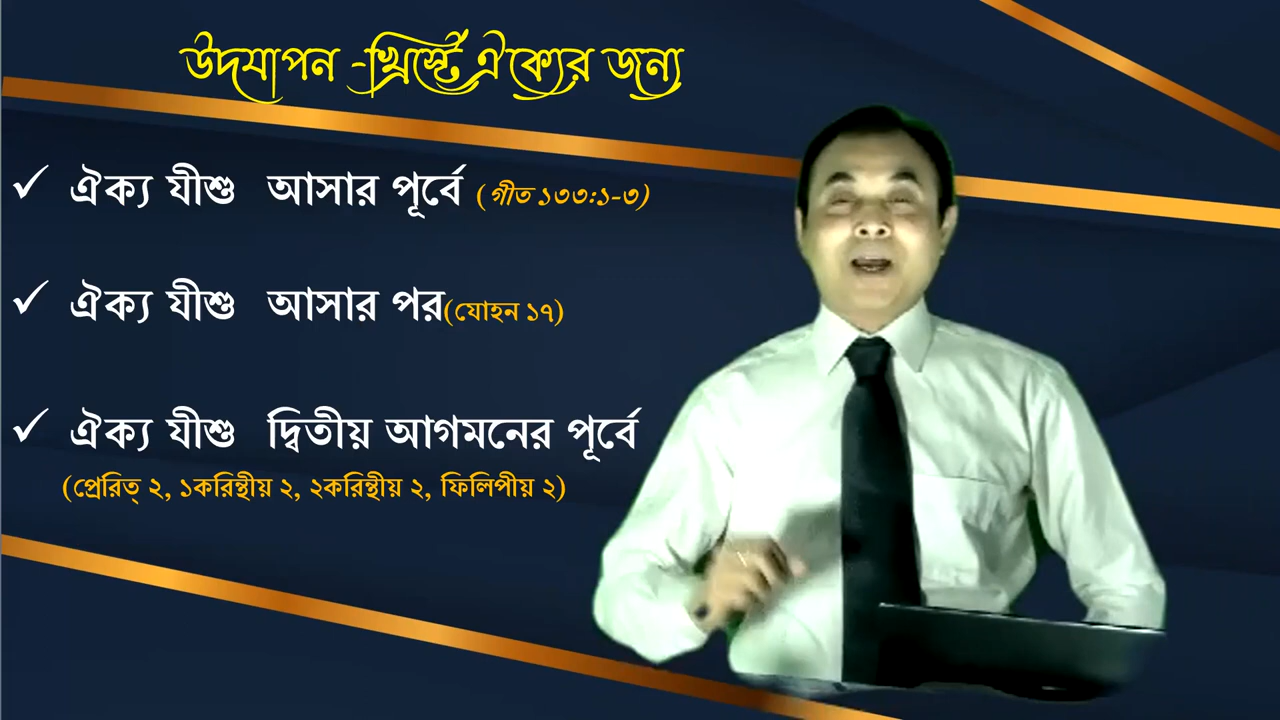 উদযাপন -খ্রিস্টে ঐক্যের জন্য
✓ ঐক্য যীশু আসার পূর্বে (গীত ১৩৩:১-৩)
✓ ঐক্য যীশু আসার পর(যোহন ১৭)
✓ ঐক্য যীশু দ্বিতীয় আগমনের পূর্বে
(প্রেরিত্ ২, ১করিন্থীয় ২, ২করিন্থীয় ২, ফিলিপীয় ২)